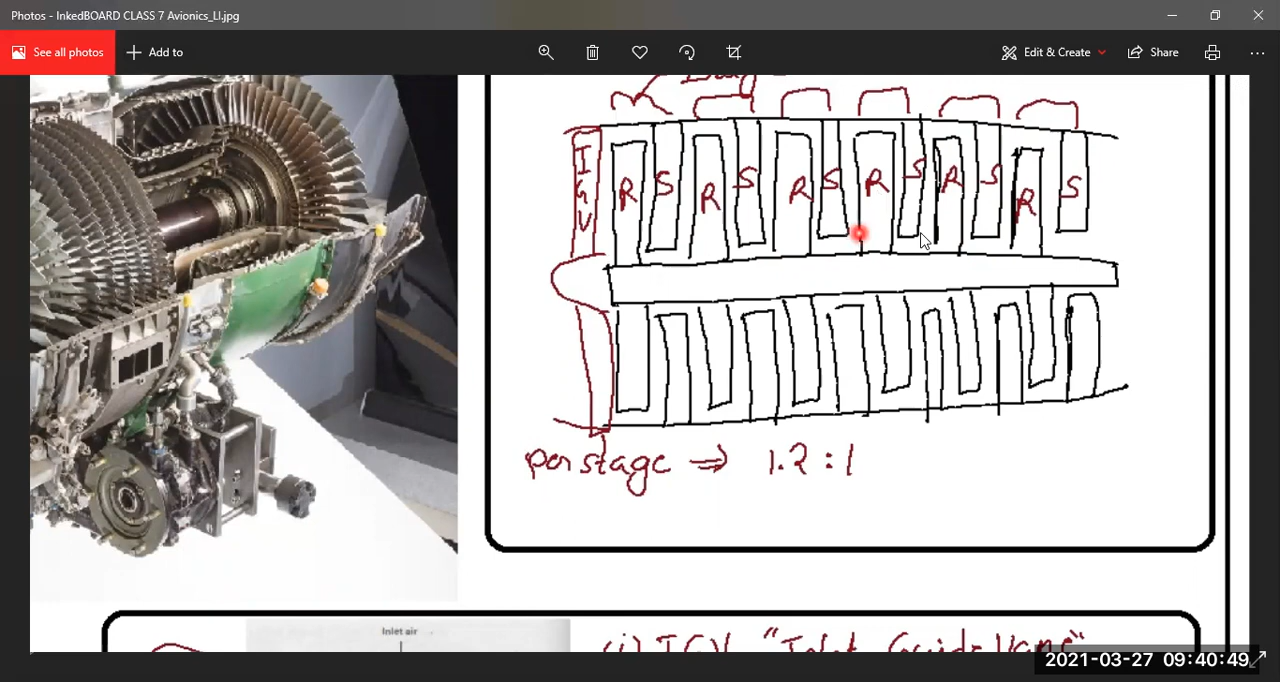 Photos - InkedBOARD CLASS 7 Avionics_LI.jpg
See all photos
Add to
Edit & Create
Share
IGV
R S R S R S R S R S R S
per stage ⇒ 1.2 : 1
Inlet air
(i) IGV "Inlet Guide Vane"
2021-03-27 09:40:49